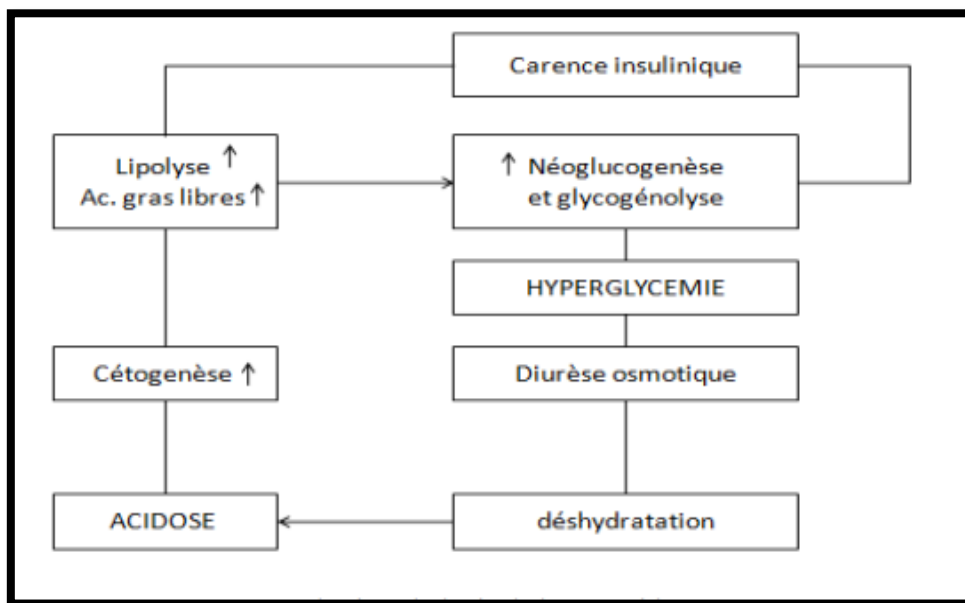 Carence insulinique
Lipolyse ↑
Ac. gras libres ↑
↑ Néoglucogenèse
et glycogénolyse
HYPERGLYCEMIE
Cétogenèse ↑
Diurèse osmotique
ACIDOSE
déshydratation